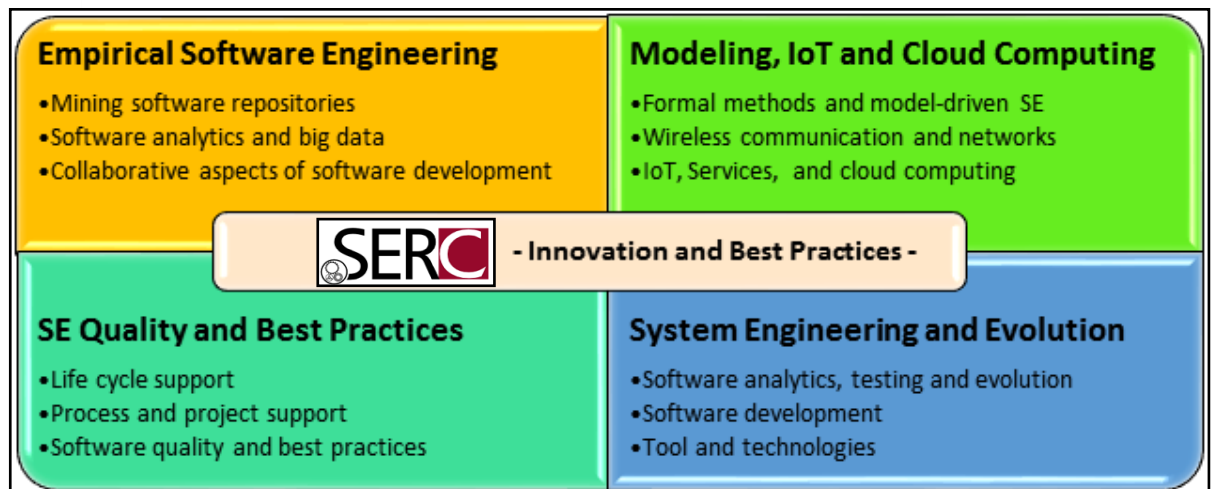 Empirical Software Engineering
•Mining software repositories
•Software analytics and big data
•Collaborative aspects of software development
Modeling, IoT and Cloud Computing
•Formal methods and model-driven SE
•Wireless communication and networks
•IoT, Services, and cloud computing
SERC - Innovation and Best Practices -
SE Quality and Best Practices
•Life cycle support
•Process and project support
•Software quality and best practices
System Engineering and Evolution
•Software analytics, testing and evolution
•Software development
•Tool and technologies